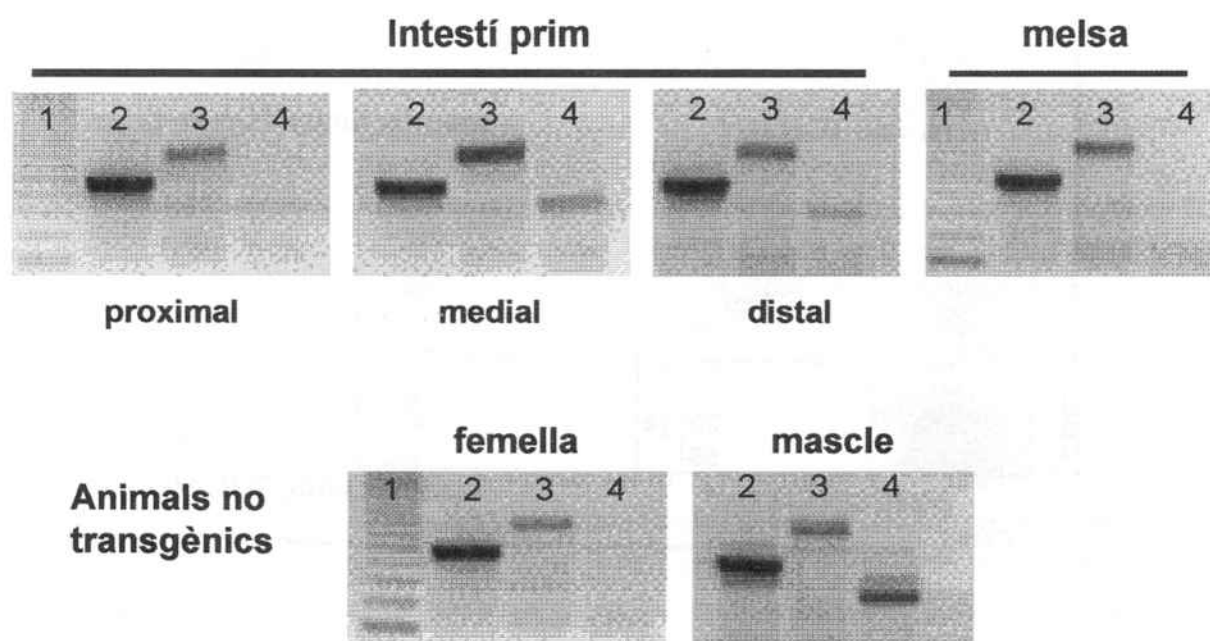 Intestí prim
melsa
1 2 3 4
2 3 4
2 3 4
1 2 3 4
proximal
medial
distal
femella
mascle
Animals no
transgènics
1 2 3 4
2 3 4